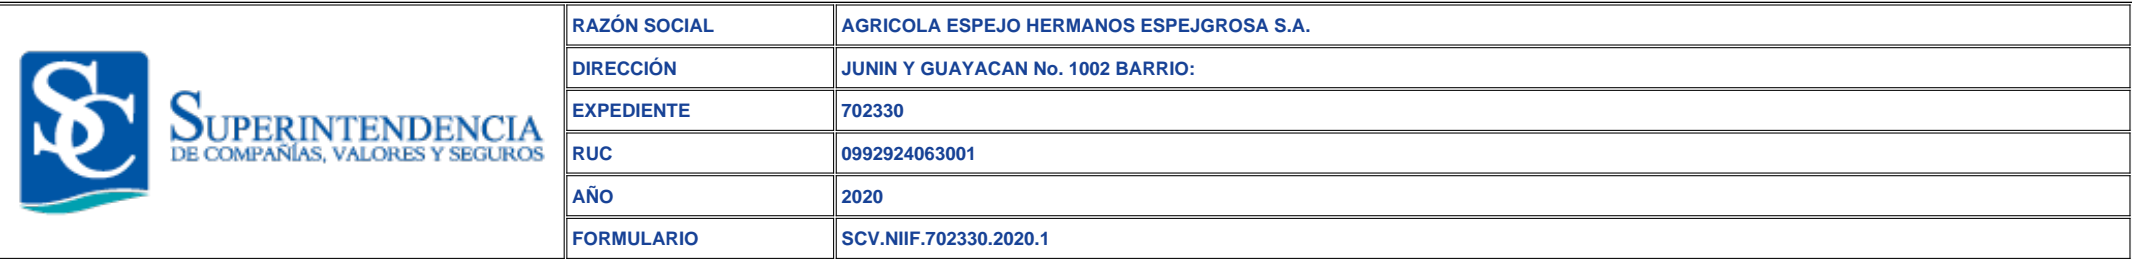 SC
SUPERINTENDENCIA
DE COMPAÑÍAS, VALORES Y SEGUROS
RAZÓN SOCIAL AGRICOLA ESPEJO HERMANOS ESPEJGROSA S.A.
DIRECCIÓN JUNIN Y GUAYACAN No. 1002 BARRIO:
EXPEDIENTE 702330
RUC 0992924063001
AÑO 2020
FORMULARIO SCV.NIIF.702330.2020.1